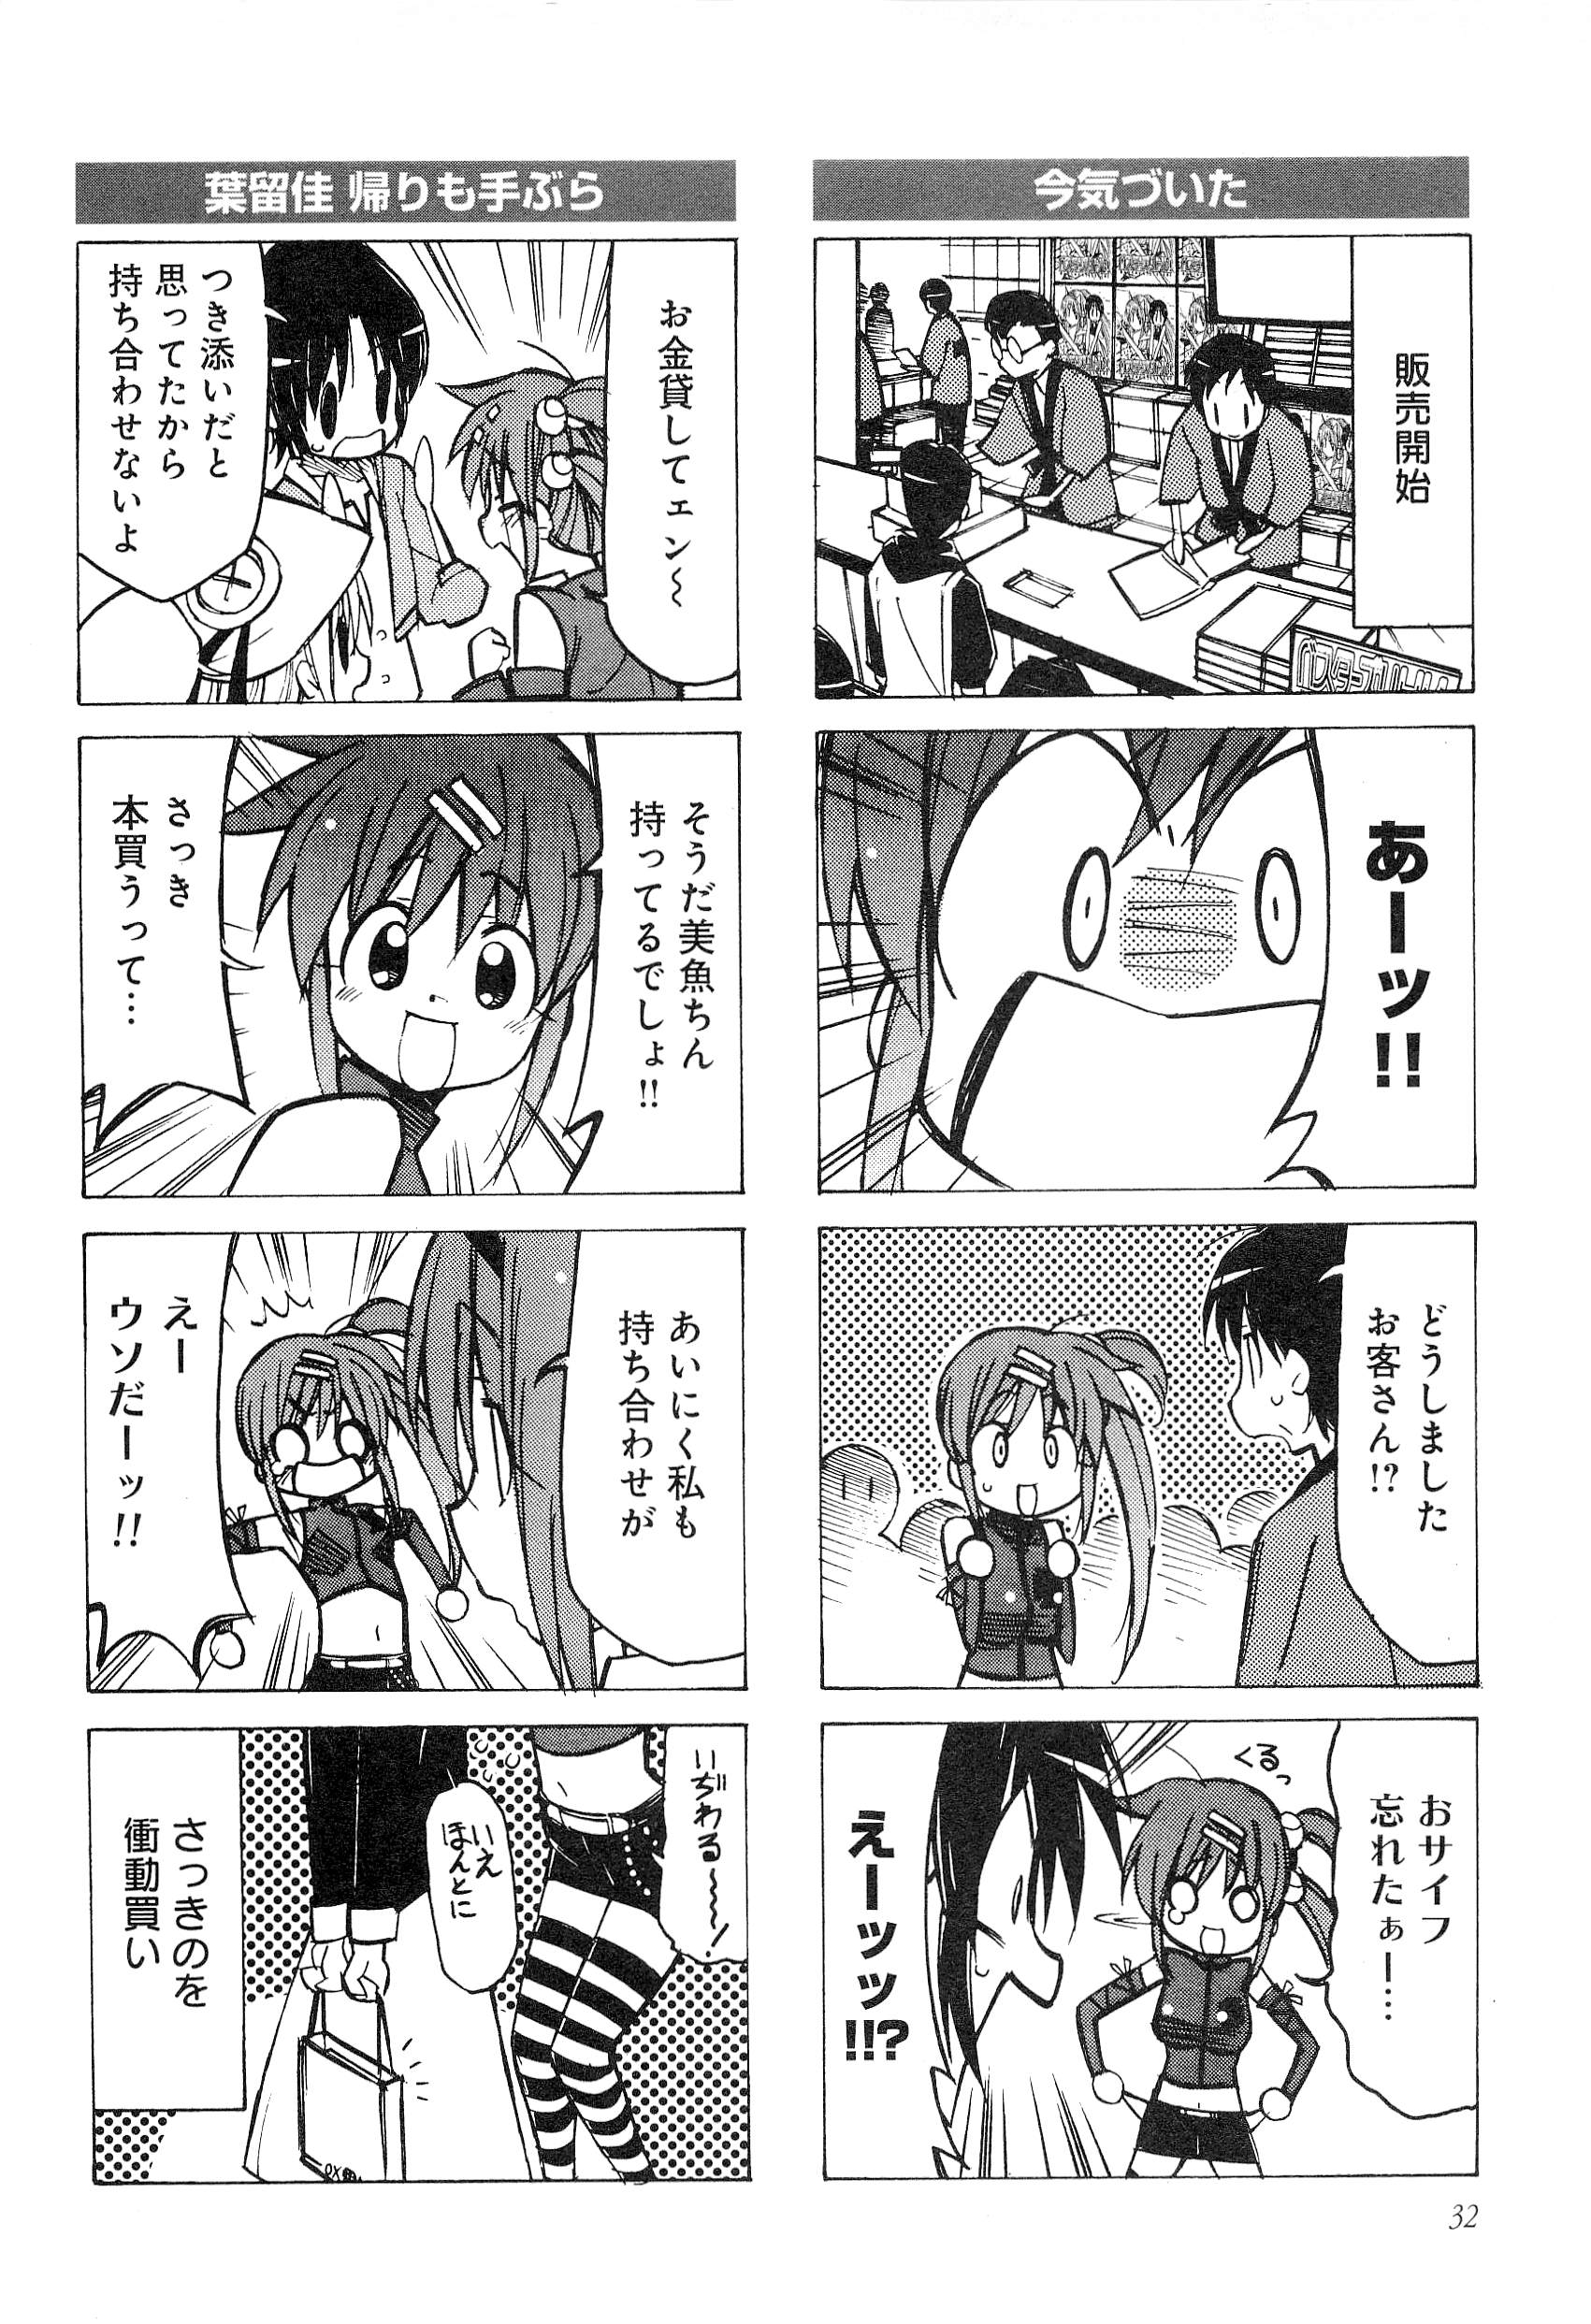 今気づいた
販売開始
あーッ!!
どうしました
お客さん!?
おサイフ
忘れたぁー…
くるっ
えーッッ!!?
葉留佳 帰りも手ぶら
お金貸してェン〜
つき添いだと
思ってたから
持ち合わせないよ
そうだ美魚ちん
持ってるでしょ!!
さっき
本買うって…
あいにく私も
持ち合わせが
えー
ウソだーッ!!
いぢわる〜〜!
いえ
ほんとに
さっきのを
衝動買い
32